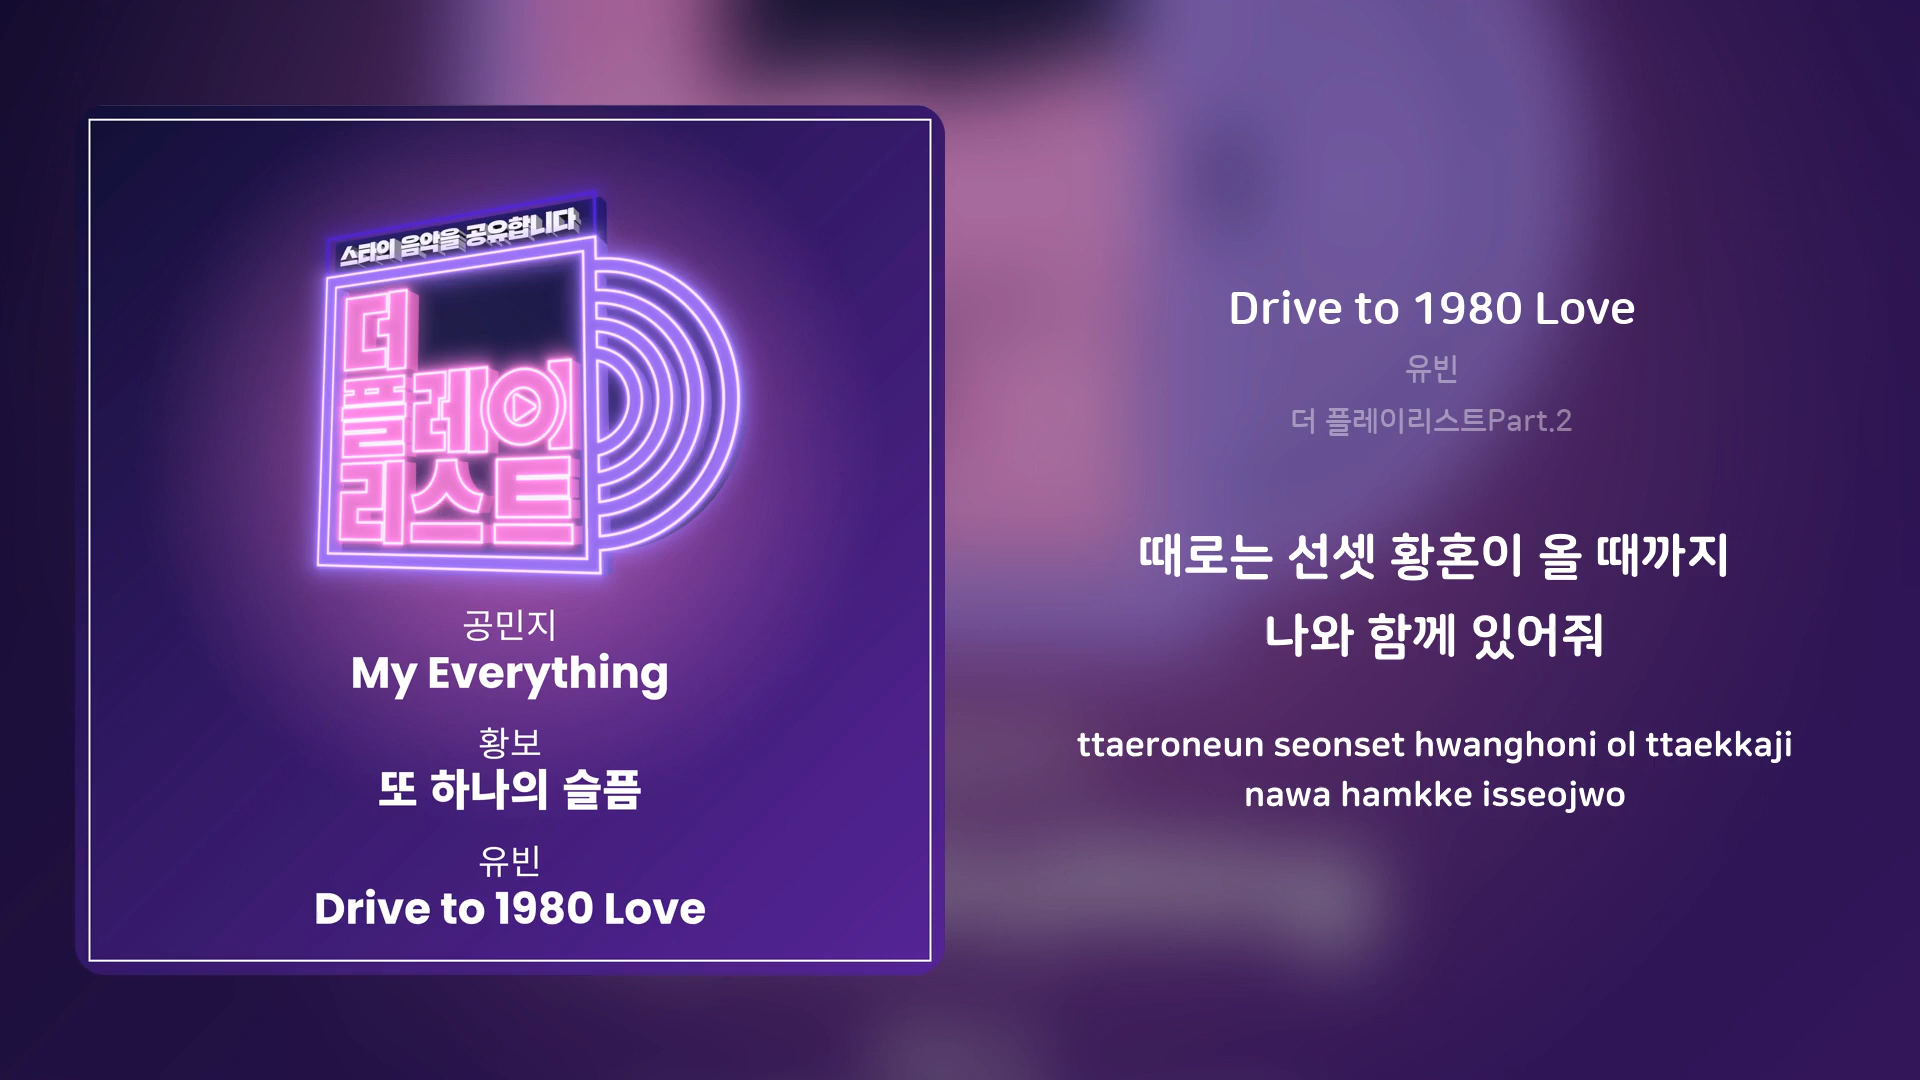 스타의 음악을 공유합니다
더
플레이
리스트
공민지
My Everything
황보
또 하나의 슬픔
유빈
Drive to 1980 Love
Drive to 1980 Love
유빈
더 플레이리스트Part.2
때로는 선셋 황혼이 올 때까지
나와 함께 있어줘
ttaeroneun seonset hwanghoni ol ttaekkaji
nawa hamkke isseojwo